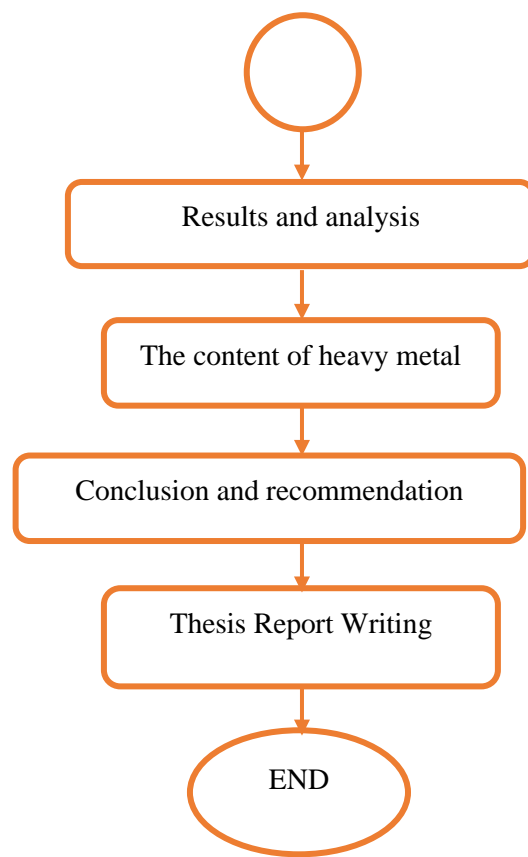 Results and analysis
The content of heavy metal
Conclusion and recommendation
Thesis Report Writing
END